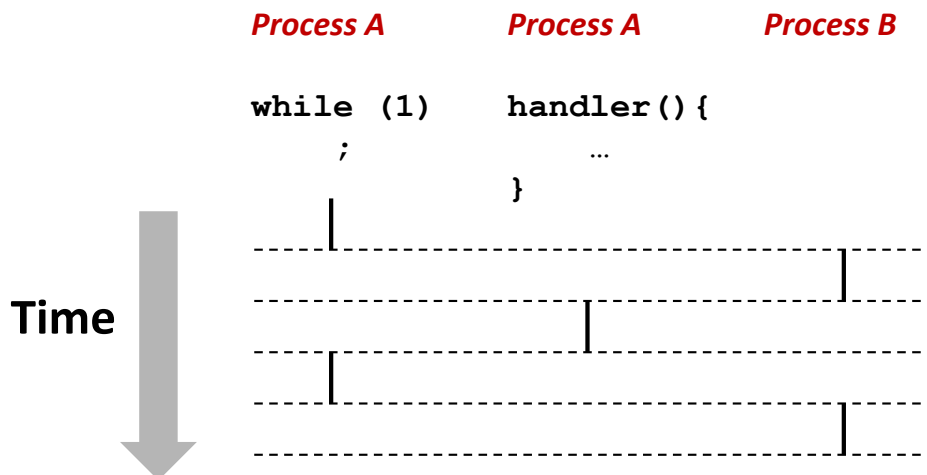 Process A Process A Process B
while (1) handler(){
; …
}
Time